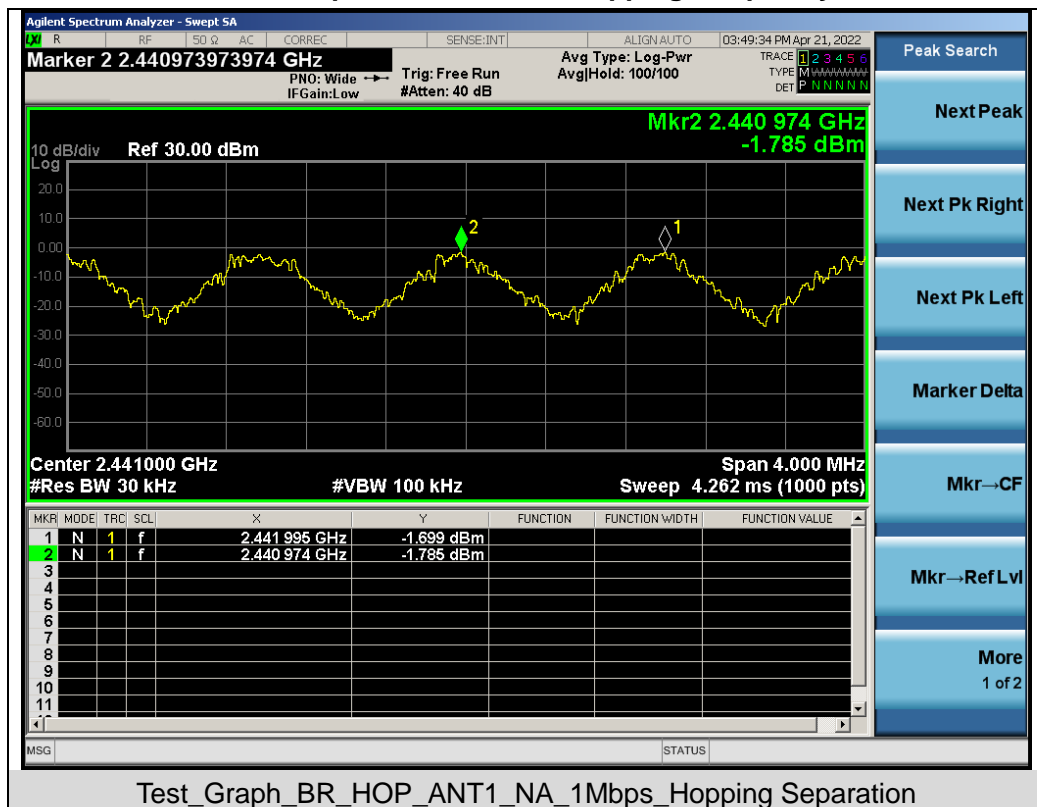 Agilent Spectrum Analyzer - Swept SA
LXI R RF 50 Ω AC CORREC SENSE:INT ALIGN AUTO 03:49:34 PM Apr 21, 2022
Marker 2 2.440973973974 GHz
PNO: Wide
IFGain:Low
Trig: Free Run
#Atten: 40 dB
Avg Type: Log-Pwr
Avg|Hold: 100/100
TRACE 1 2 3 4 5 6
TYPE M WWWWW
DET P N N N N N
Peak Search
Next Peak
Next Pk Right
Next Pk Left
Marker Delta
Mkr→CF
Mkr→Ref Lvl
More
1 of 2
Mkr2 2.440 974 GHz
-1.785 dBm
10 dB/div Ref 30.00 dBm
Log
20.0
10.0
0.00
-10.0
-20.0
-30.0
-40.0
-50.0
-60.0
2
1
Center 2.441000 GHz Span 4.000 MHz
#Res BW 30 kHz #VBW 100 kHz Sweep 4.262 ms (1000 pts)
MKR MODE TRC SCL X Y FUNCTION FUNCTION WIDTH FUNCTION VALUE
1 N 1 f 2.441 995 GHz -1.699 dBm
2 N 1 f 2.440 974 GHz -1.785 dBm
3
4
5
6
7
8
9
10
11
MSG STATUS
Test_Graph_BR_HOP_ANT1_NA_1Mbps_Hopping Separation